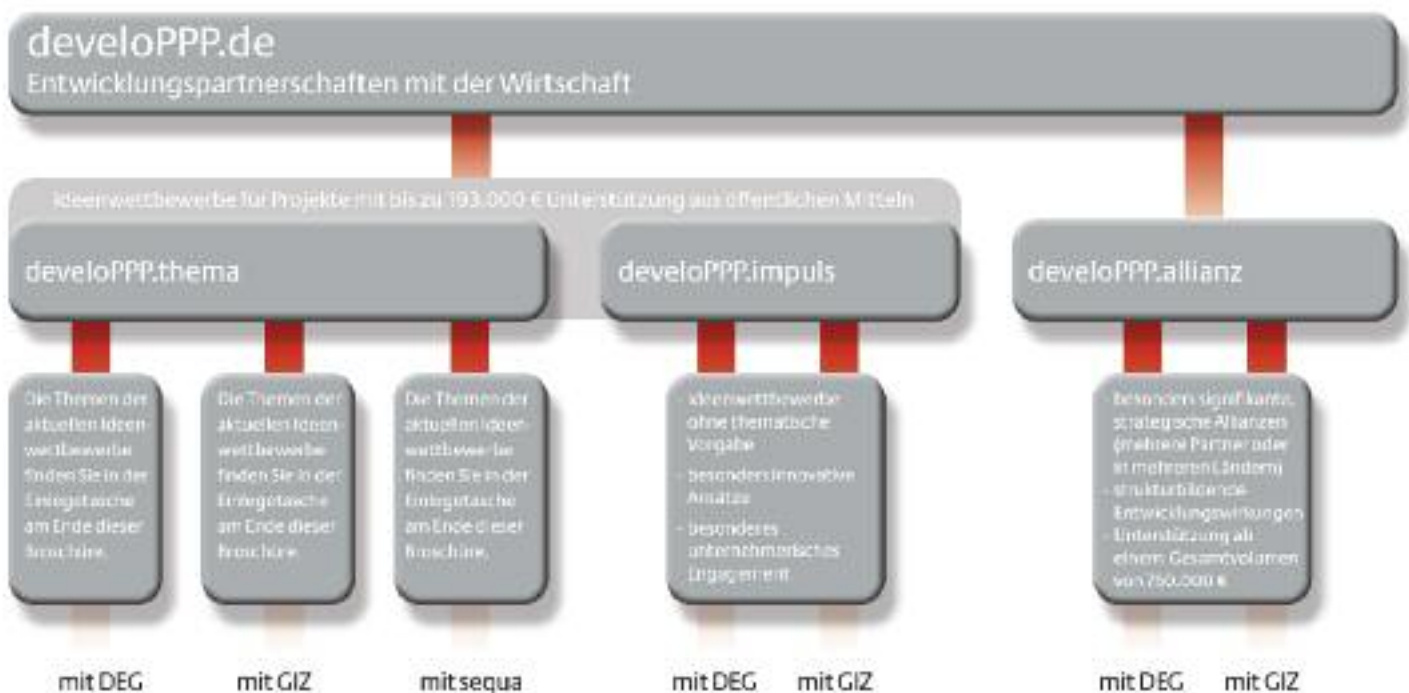 develoPPP.de
Entwicklungspartnerschaften mit der Wirtschaft
Ideenwettbewerbe für Projekte mit bis zu 193.000 € Unterstützung aus öffentlichen Mitteln
develoPPP.thema
develoPPP.impuls
develoPPP.allianz
Die Themen der
aktuellen Ideen-
wettbewerbe
finden Sie in der
Einlegetasche
am Ende dieser
Broschüre.
Die Themen der
aktuellen Ideen-
wettbewerbe
finden Sie in der
Einlegetasche
am Ende dieser
Broschüre.
Die Themen der
aktuellen Ideen-
wettbewerbe
finden Sie in der
Einlegetasche
am Ende dieser
Broschüre.
- Ideenwettbewerbe
ohne thematische
Vorgabe
- besonders innovative
Ansätze
- besonderes
unternehmerisches
Engagement
- besonders signifikante,
strategische Allianzen
(mehrere Partner oder
in mehreren Ländern)
- strukturbildende
Entwicklungswirkungen
- Unterstützung ab
einem Gesamtvolumen
von 750.000 €
mit DEG
mit GIZ
mit sequa
mit DEG
mit GIZ
mit DEG
mit GIZ